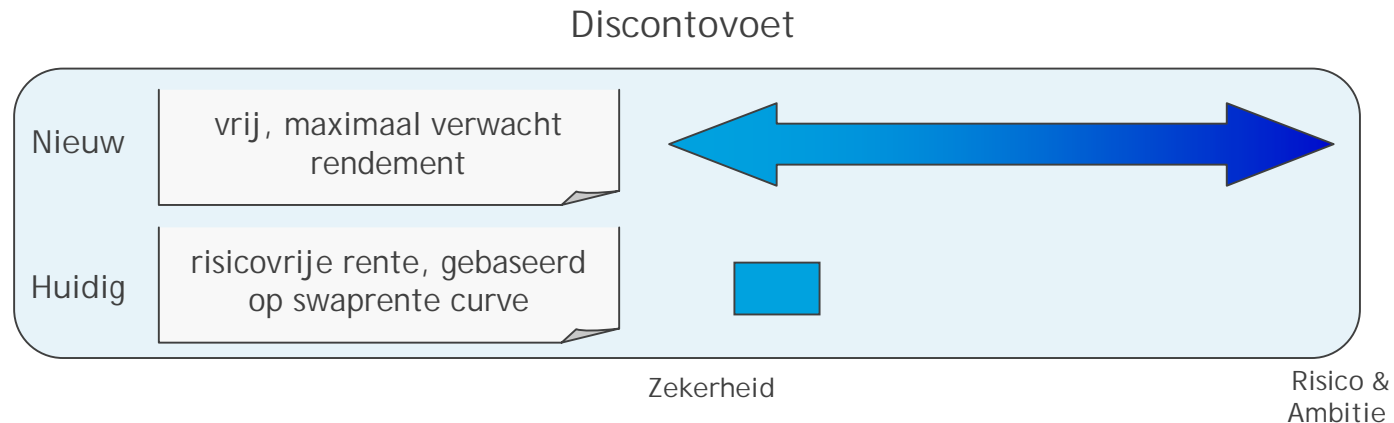 Discontovoet
Nieuw
vrij, maximaal verwacht
rendement
Huidig
risicovrije rente, gebaseerd
op swaprente curve
Zekerheid
Risico &
Ambitie